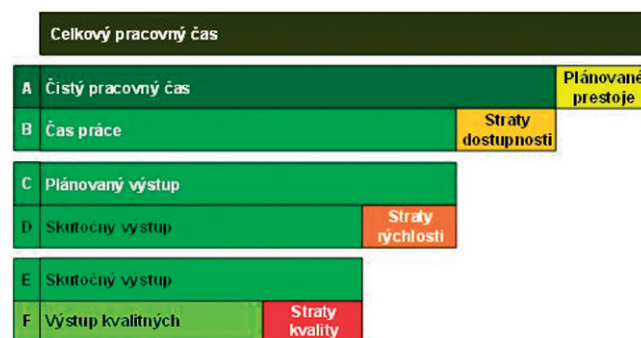 Celkový pracovný čas
A Čistý pracovný čas Plánované
prestoje
B Čas práce Straty
dostupnosti
C Plánovaný výstup
D Skutočný výstup Straty
rýchlosti
E Skutočný výstup
F Výstup kvalitných Straty
kvality